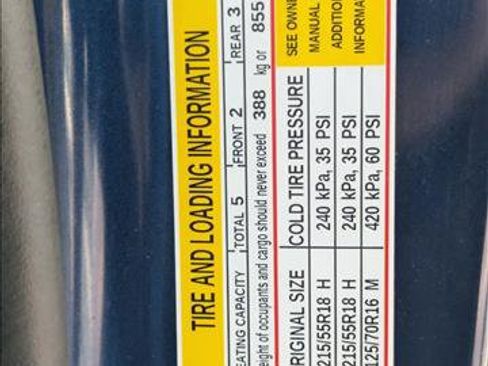 TIRE AND LOADING INFORMATION
EATING CAPACITY TOTAL 5 FRONT 2 REAR 3
eight of occupants and cargo should never exceed 388 kg or 855
RIGINAL SIZE COLD TIRE PRESSURE SEE OWNE
215/55R18 H 240 kPa, 35 PSI MANUAL
215/55R18 H 240 kPa, 35 PSI ADDITIO
125/70R16 M 420 kPa, 60 PSI INFORMA